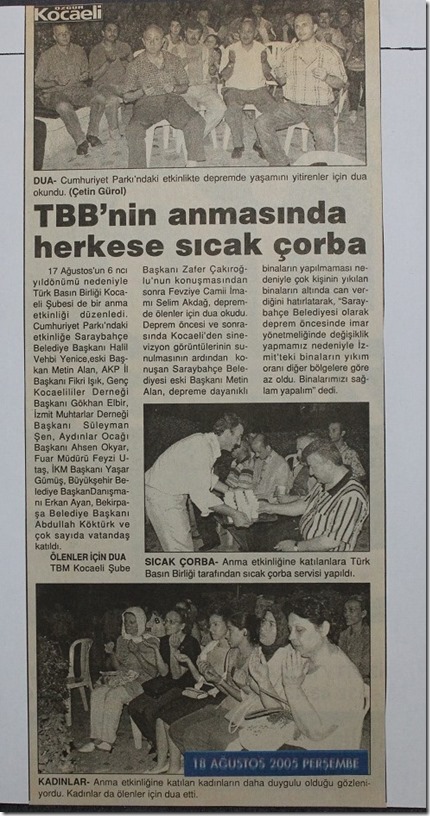 ÖZGÜR
Kocaeli
DUA- Cumhuriyet Parkı'ndaki etkinlikte depremde yaşamını yitirenler için dua
okundu. (Çetin Gürol)
TBB'nin anmasında
herkese sıcak çorba
17 Ağustos'un 6 ncı
yıldönümü nedeniyle
Türk Basın Birliği Koca-
eli Şubesi de bir anma
etkinliği düzenledi.
Cumhuriyet Parkı'ndaki
etkinliğe Saraybahçe
Belediye Başkanı Halil
Vehbi Yenice,eski Baş-
kan Metin Alan, AKP İl
Başkanı Fikri Işık, Genç
Kocaelililer Derneği
Başkanı Gökhan Elbir,
İzmit Muhtarlar Derneği
Başkanı Süleyman
Şen, Aydınlar Ocağı
Başkanı Ahsen Okyar,
Fuar Müdürü Feyzi U-
taş, İKM Başkanı Yaşar
Gümüş, Büyükşehir Be-
lediye BaşkanDanışma-
nı Erkan Ayan, Bekirpa-
şa Belediye Başkanı
Abdullah Köktürk ve
çok sayıda vatandaş
katıldı.
ÖLENLER İÇİN DUA
TBM Kocaeli Şube
Başkanı Zafer Çakıroğ-
lu'nun konuşmasından
sonra Fevziye Camii İma-
mı Selim Akdağ, deprem-
de ölenler için dua okudu.
Deprem öncesi ve sonra-
sında Kocaeli'den sine-
vizyon görüntülerinin su-
nulmasının ardından ko-
nuşan Saraybahçe Bele-
diyesi eski Başkanı Metin
Alan, depreme dayanıklı
binaların yapılmaması ne-
deniyle çok kişinin yıkılan
binaların altında can ver-
diğini hatırlatarak, "Saray-
bahçe Belediyesi olarak
deprem öncesinde imar
yönetmeliğinde değişiklik
yapmamız nedeniyle İz-
mit'teki binaların yıkım
oranı diğer bölgelere göre
az oldu. Binalarımızı sağ-
lam yapalım" dedi.
SICAK ÇORBA- Anma etkinliğine katılanlara Türk
Basın Birliği tarafından sıcak çorba servisi yapıldı.
18 AĞUSTOS 2005 PERŞEMBE
KADINLAR- Anma etkinliğine katılan kadınların daha duygulu olduğu gözleni-
yordu. Kadınlar da ölenler için dua etti.